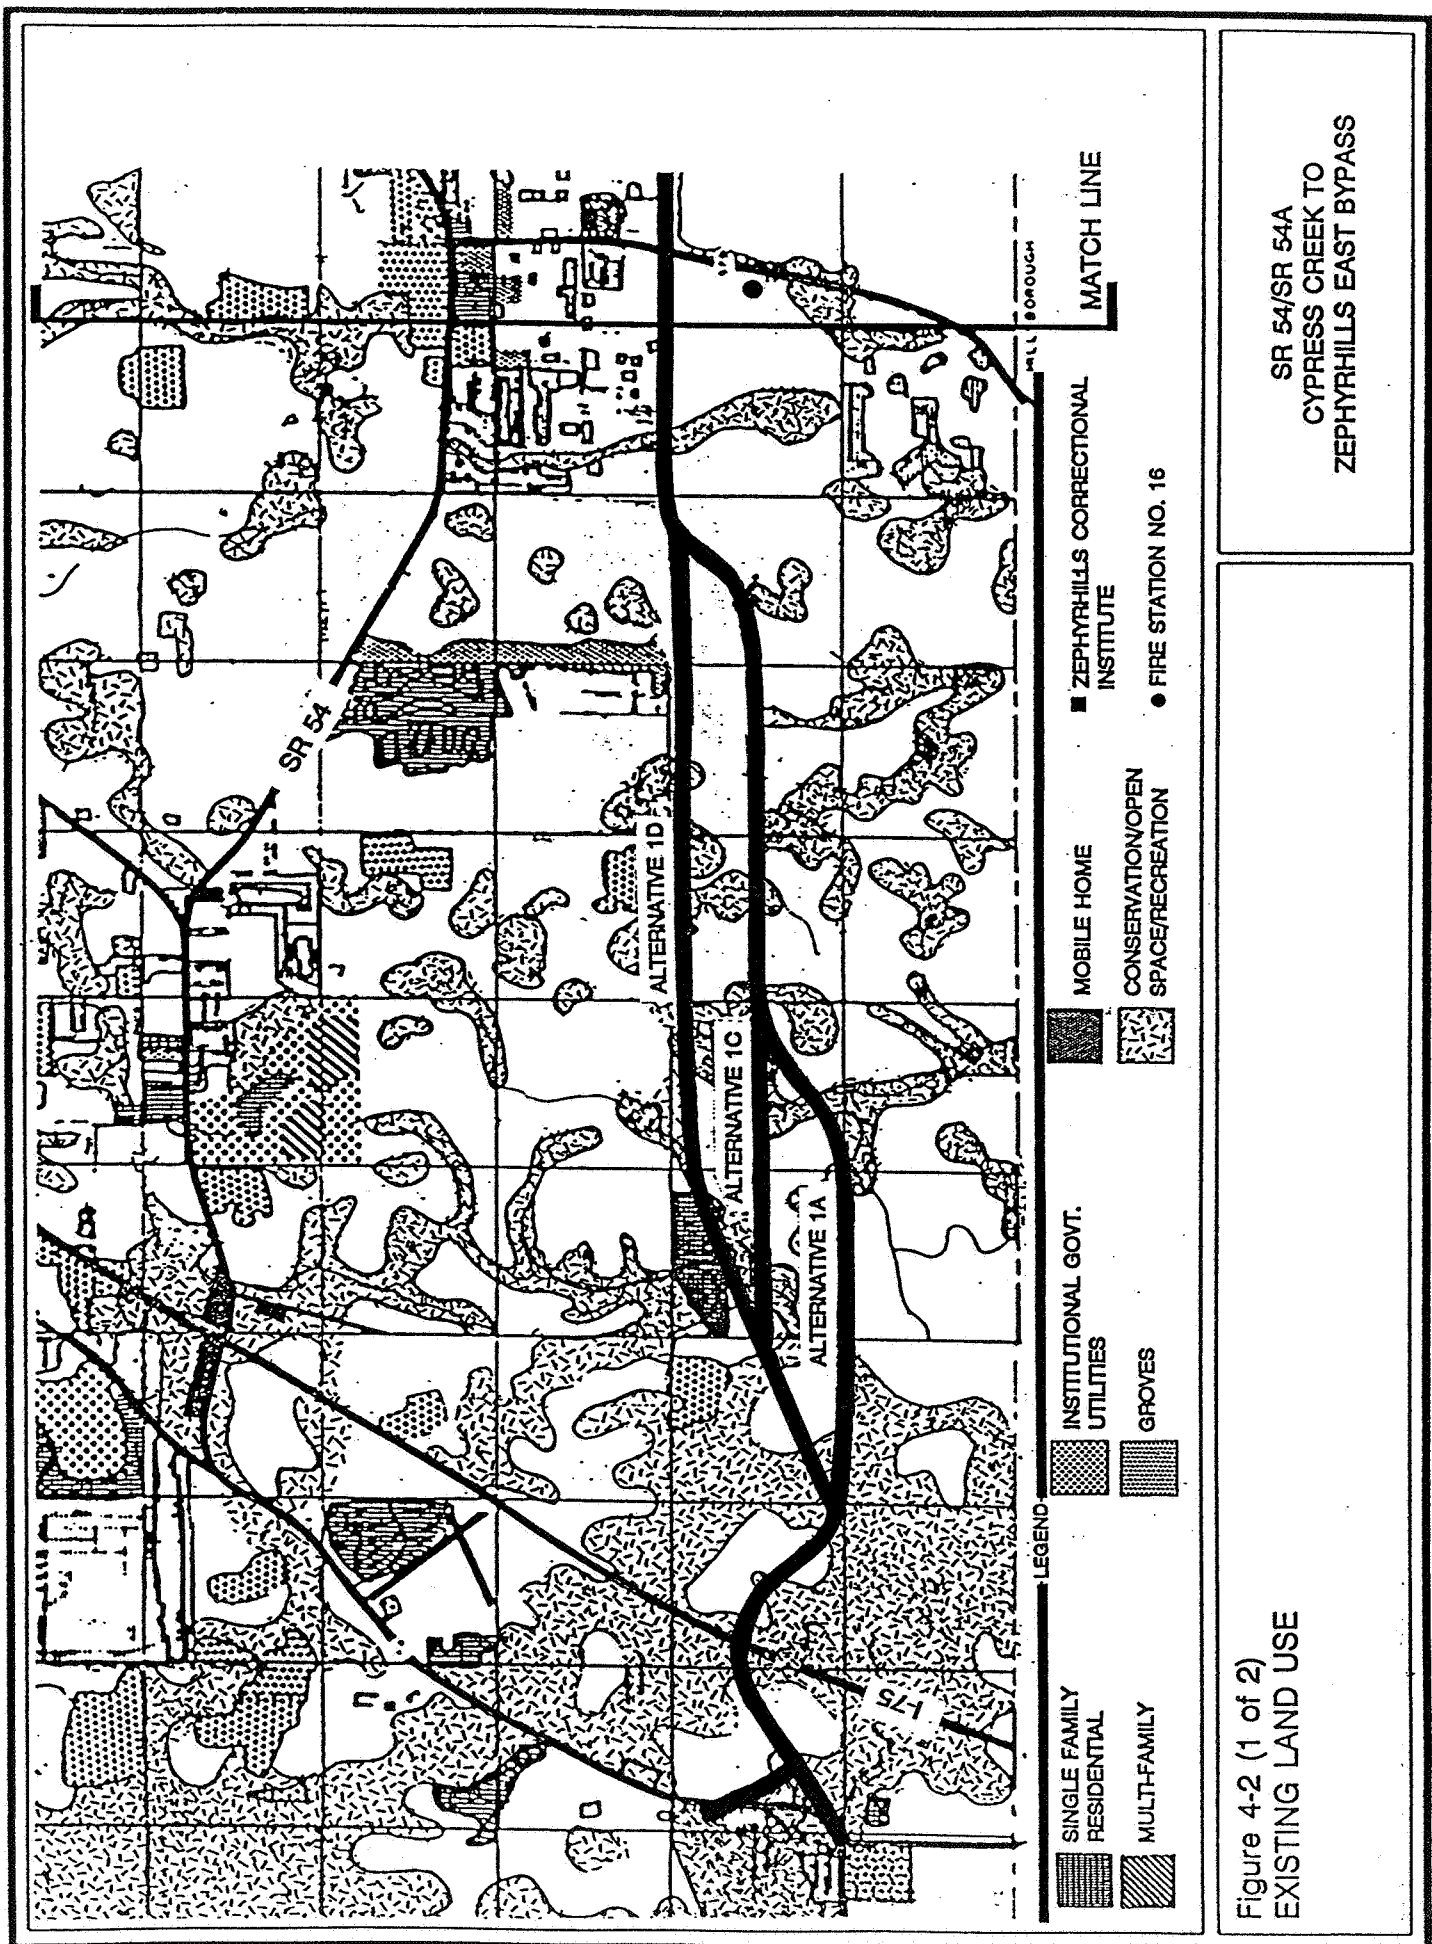 SR 54
ALTERNATIVE 1D
ALTERNATIVE 1C
ALTERNATIVE 1A
I-75
MATCH LINE
LEGEND
SINGLE FAMILY
RESIDENTIAL
MULTI-FAMILY
INSTITUTIONAL GOVT.
UTILITIES
GROVES
MOBILE HOME
CONSERVATION/OPEN
SPACE/RECREATION
ZEPHYRHILLS CORRECTIONAL
INSTITUTE
FIRE STATION NO. 16
Figure 4-2 (1 of 2)
EXISTING LAND USE
SR 54/SR 54A
CYPRESS CREEK TO
ZEPHYRHILLS EAST BYPASS